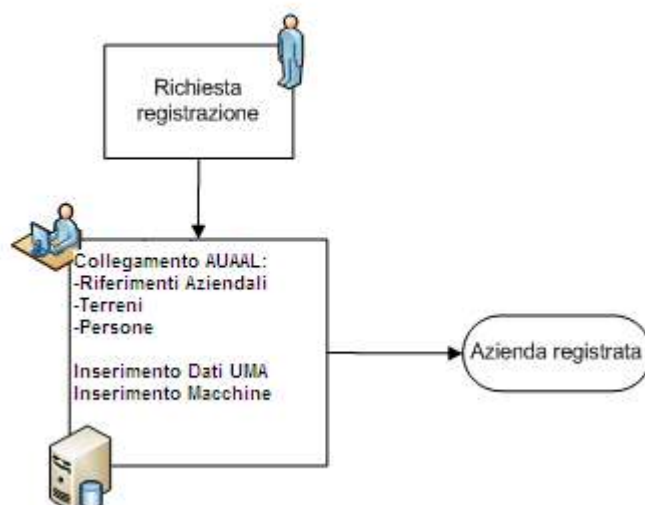 Richiesta
registrazione
Collegamento AUAAL:
-Riferimenti Aziendali
-Terreni
-Persone
Inserimento Dati UMA
Inserimento Macchine
Azienda registrata